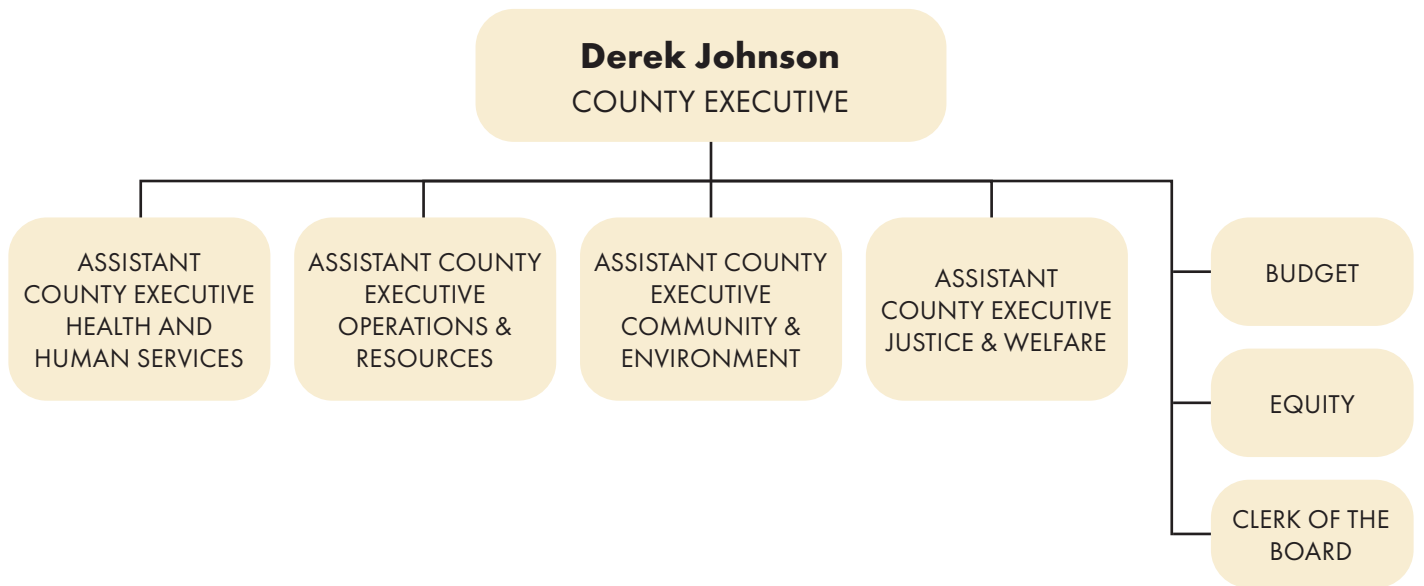 Derek Johnson
COUNTY EXECUTIVE
ASSISTANT
COUNTY EXECUTIVE
HEALTH AND
HUMAN SERVICES
ASSISTANT COUNTY
EXECUTIVE
OPERATIONS &
RESOURCES
ASSISTANT COUNTY
EXECUTIVE
COMMUNITY &
ENVIRONMENT
ASSISTANT
COUNTY EXECUTIVE
JUSTICE & WELFARE
BUDGET
EQUITY
CLERK OF THE
BOARD